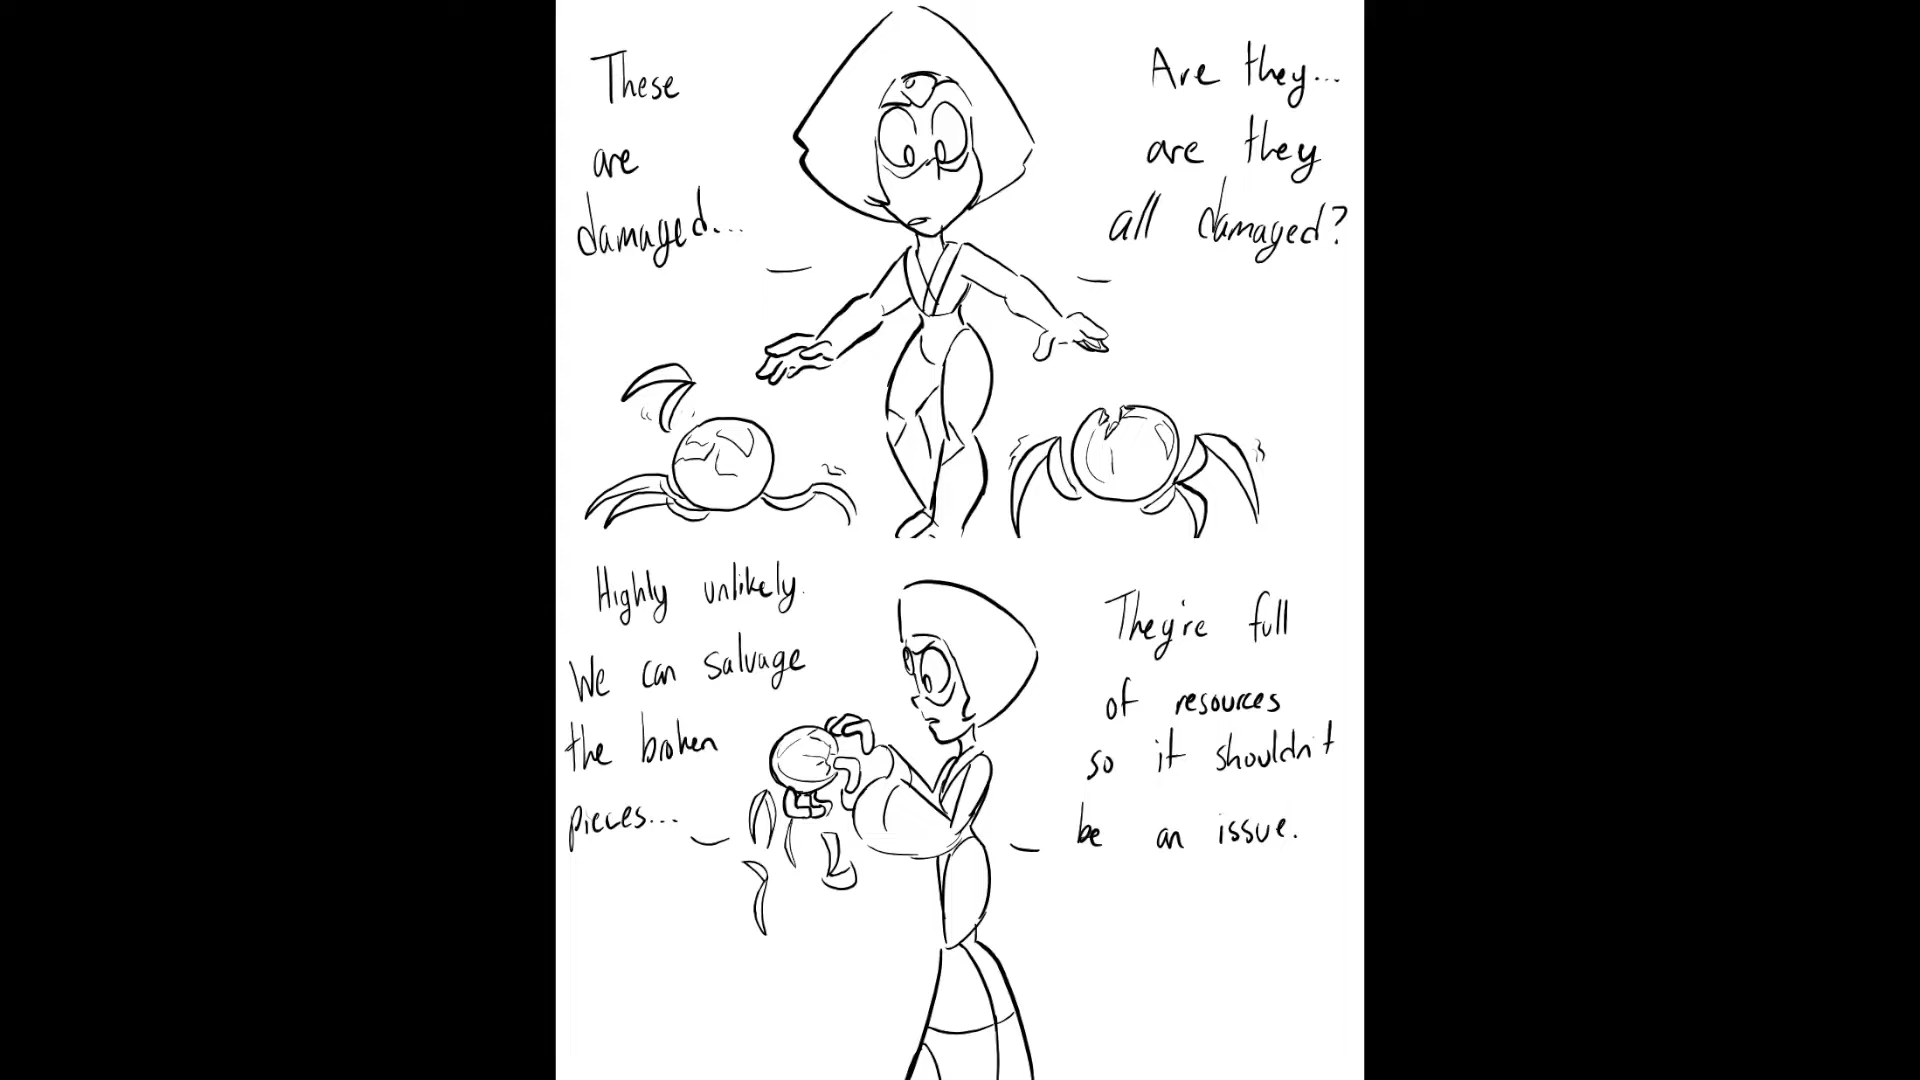 These
are
damaged...
Are they...
are they
all damaged?
Highly unlikely.
We can salvage
the broken
pieces...
They're full
of resources
so it shouldn't
be an issue.